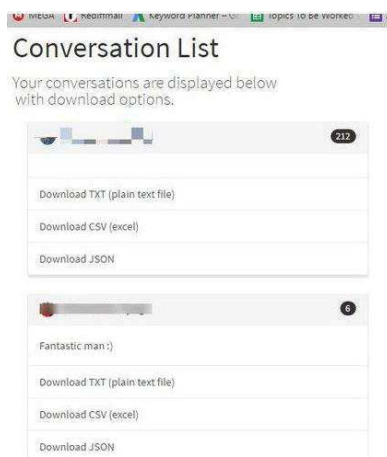 MEGA Rediffmail Keyword Planner – Topics To Be Worked
Conversation List
Your conversations are displayed below
with download options.
212
Download TXT (plain text file)
Download CSV (excel)
Download JSON
6
Fantastic man :)
Download TXT (plain text file)
Download CSV (excel)
Download JSON